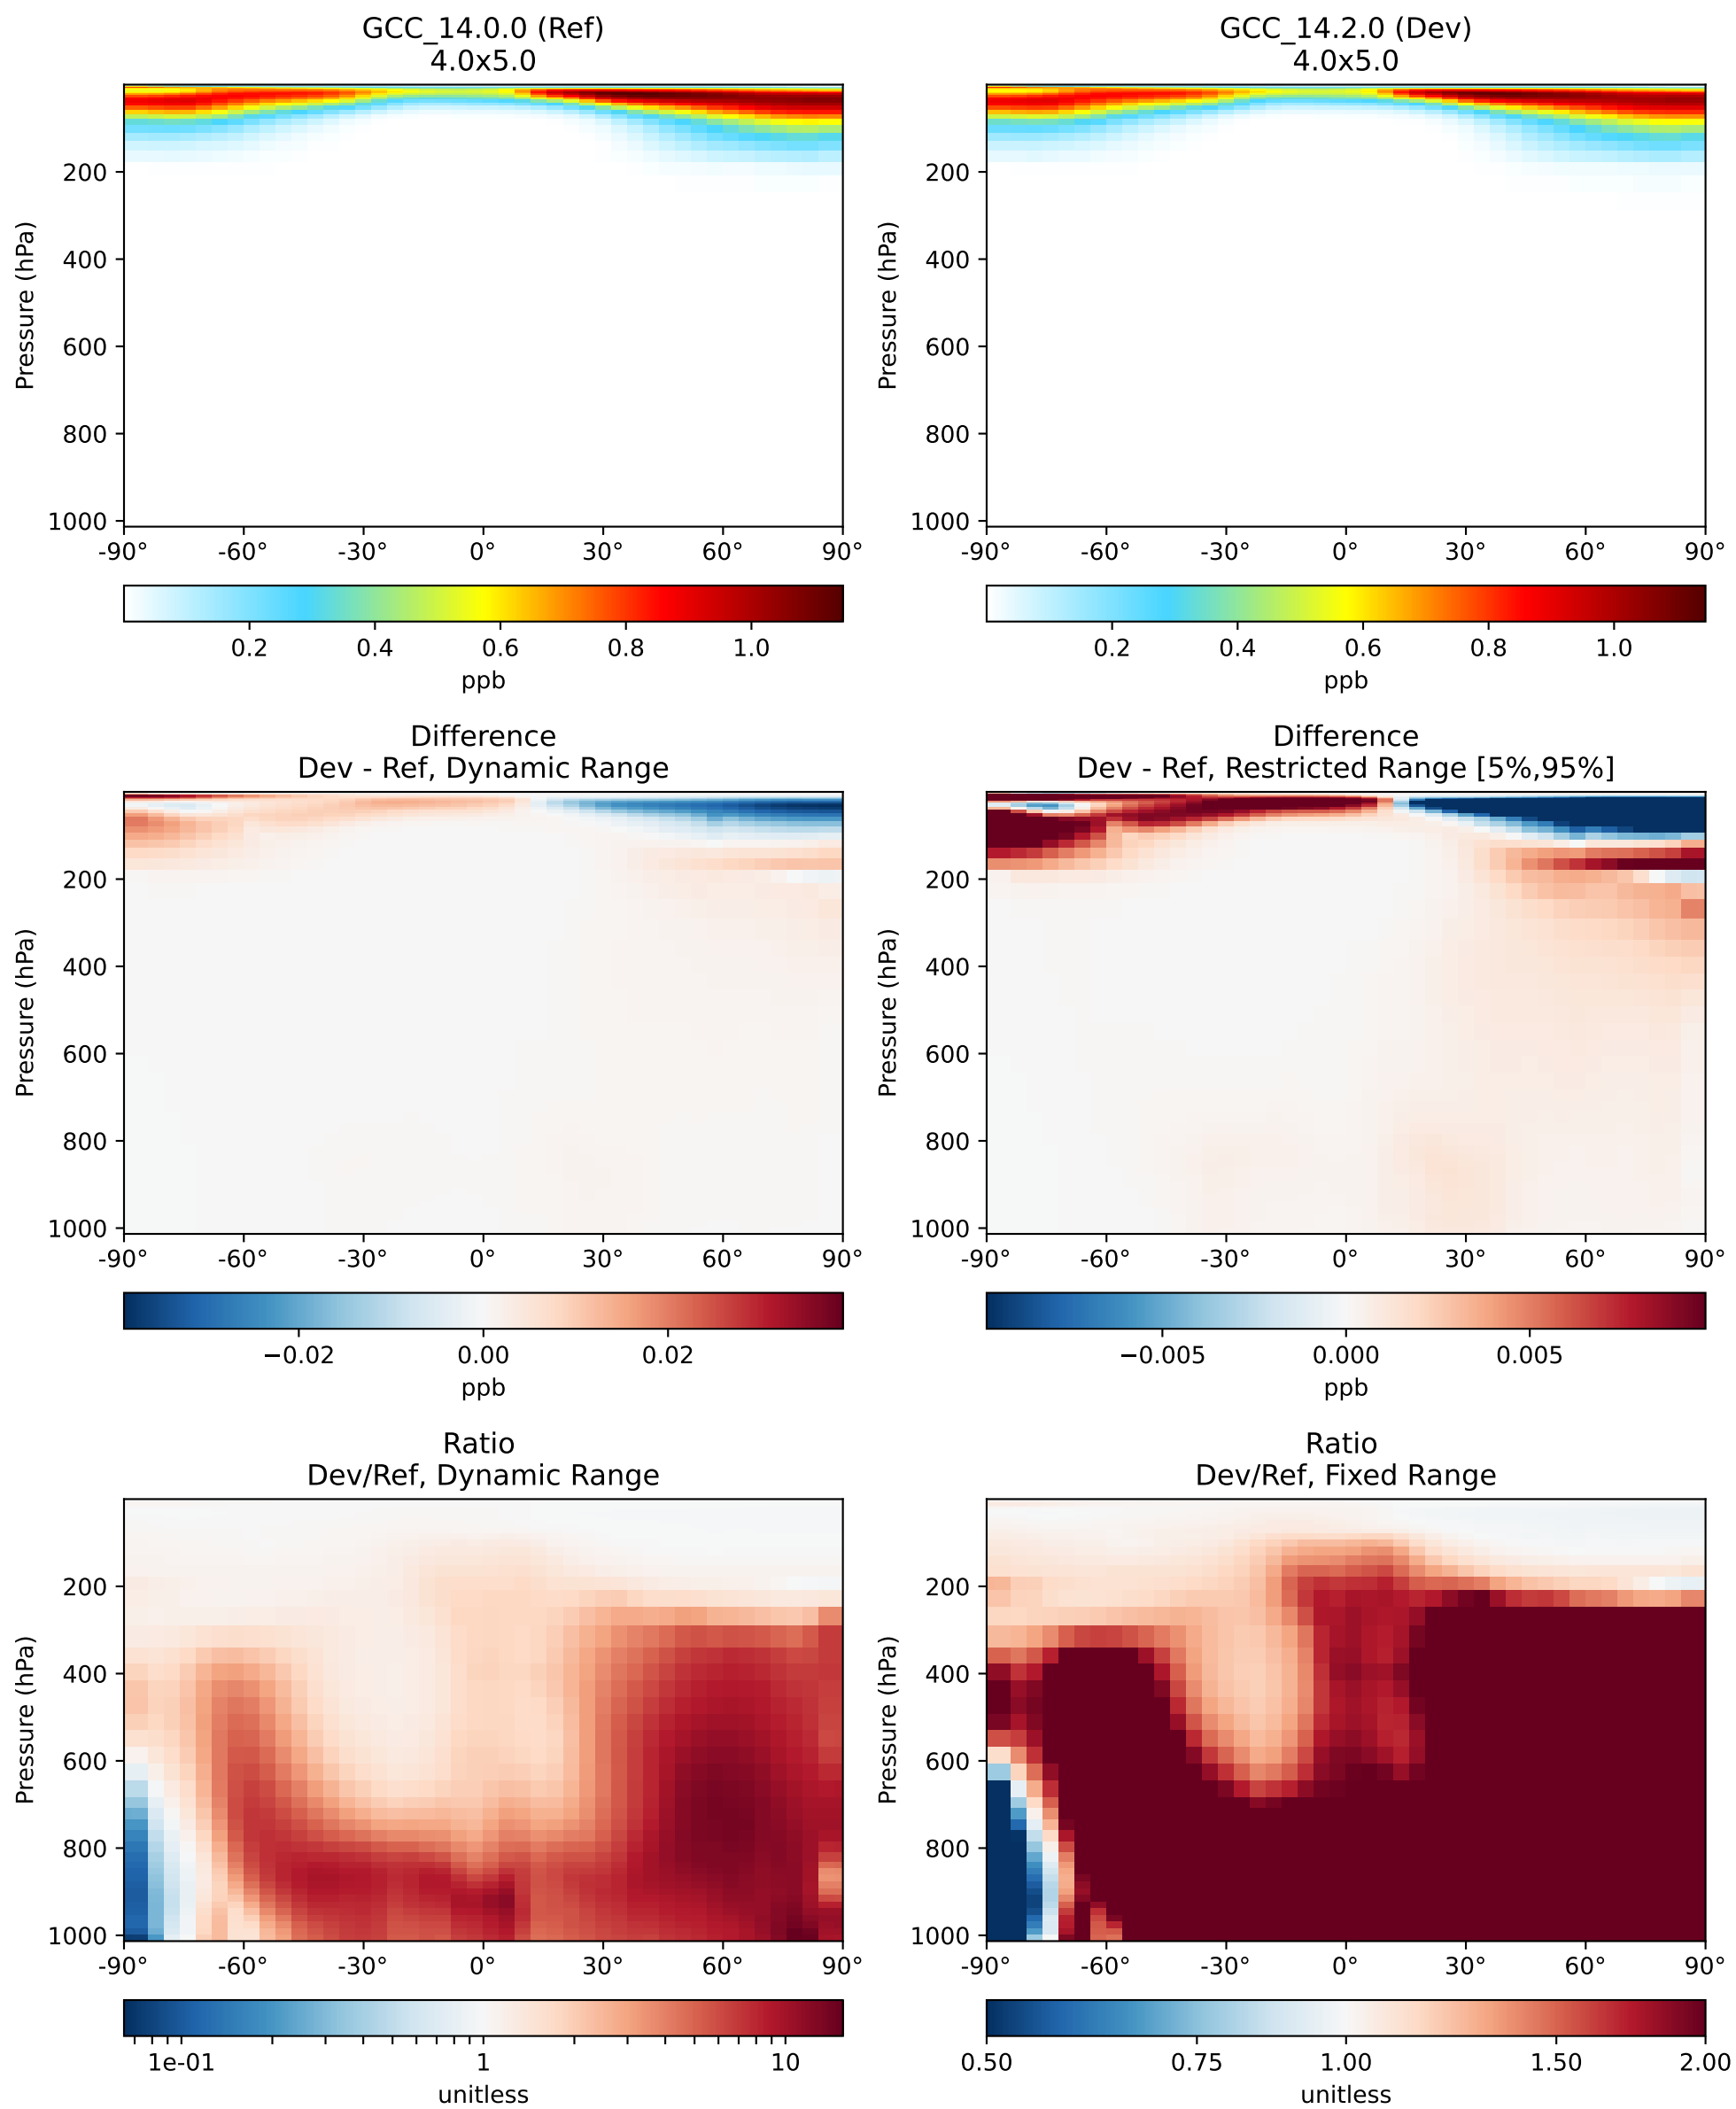 GCC_14.0.0 (Ref)
4.0x5.0
GCC_14.2.0 (Dev)
4.0x5.0
Pressure (hPa)
200
400
600
800
1000
-90° -60° -30° 0° 30° 60° 90°
0.2 0.4 0.6 0.8 1.0
ppb
Pressure (hPa)
200
400
600
800
1000
-90° -60° -30° 0° 30° 60° 90°
0.2 0.4 0.6 0.8 1.0
ppb
Difference
Dev - Ref, Dynamic Range
Pressure (hPa)
200
400
600
800
1000
-90° -60° -30° 0° 30° 60° 90°
−0.02 0.00 0.02
ppb
Difference
Dev - Ref, Restricted Range [5%,95%]
Pressure (hPa)
200
400
600
800
1000
-90° -60° -30° 0° 30° 60° 90°
−0.005 0.000 0.005
ppb
Ratio
Dev/Ref, Dynamic Range
Pressure (hPa)
200
400
600
800
1000
-90° -60° -30° 0° 30° 60° 90°
1e-01 1 10
unitless
Ratio
Dev/Ref, Fixed Range
Pressure (hPa)
200
400
600
800
1000
-90° -60° -30° 0° 30° 60° 90°
0.50 0.75 1.00 1.50 2.00
unitless